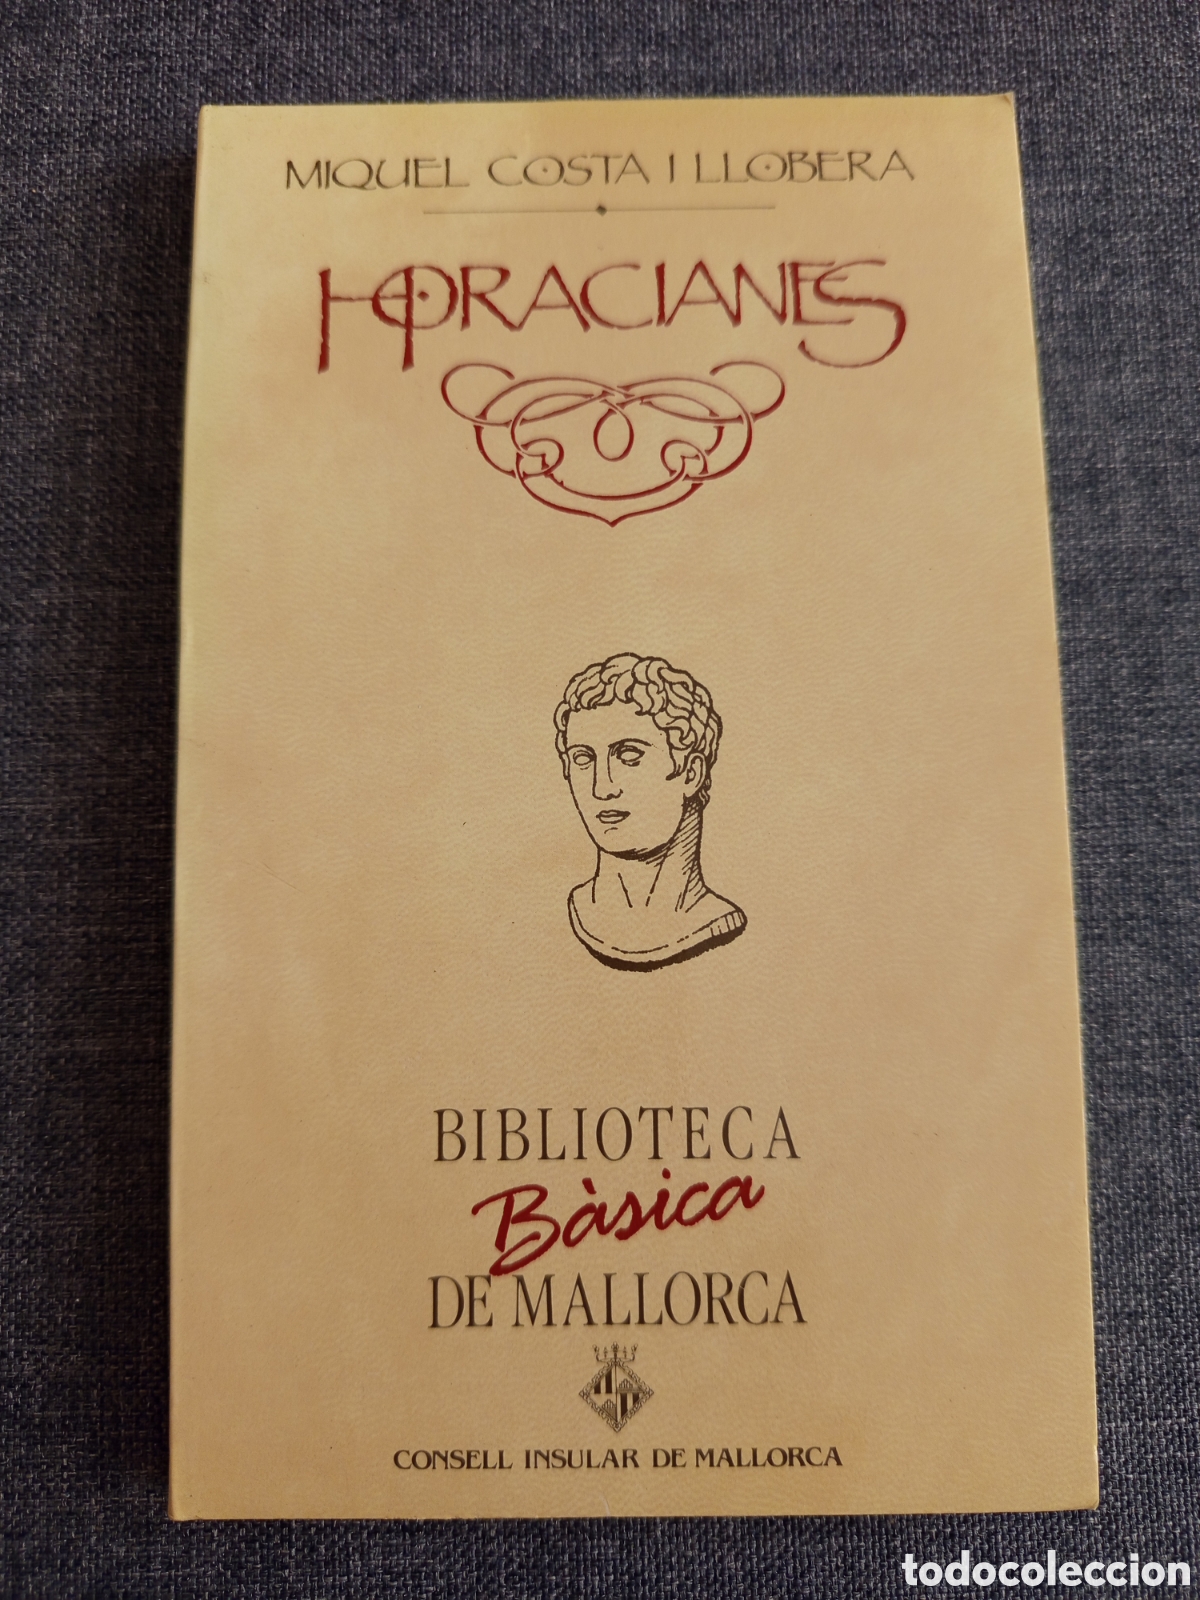 MIQUEL COSTA I LLOBERA
HORACIANES
BIBLIOTECA
Bàsica
DE MALLORCA
CONSELL INSULAR DE MALLORCA
todocoleccion